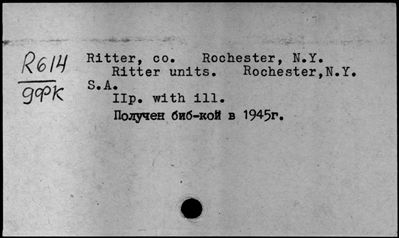 R614
9ФК
Ritter, co. Rochester, N.Y.
Ritter units. Rochester,N.Y.
S.A.
IIp. with ill.
Получен биб-кой в 1945г.